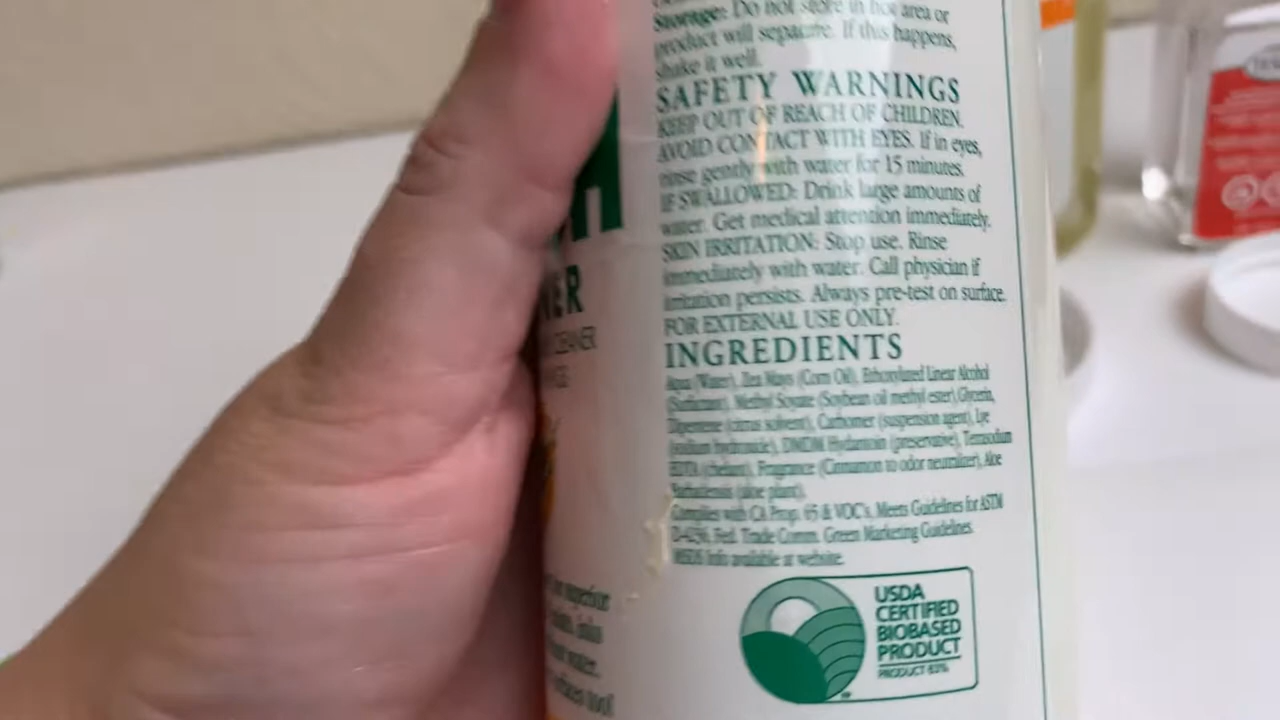 Storage: Do not store in hot area or
product will separate. If this happens,
shake it well.
SAFETY WARNINGS
KEEP OUT OF REACH OF CHILDREN.
AVOID CONTACT WITH EYES. If in eyes,
rinse gently with water for 15 minutes.
IF SWALLOWED: Drink large amounts of
water. Get medical attention immediately.
SKIN IRRITATION: Stop use. Rinse
immediately with water. Call physician if
irritation persists. Always pre-test on surface.
FOR EXTERNAL USE ONLY.
INGREDIENTS
Aqua (Water), Zea Mays (Corn Oil), Ethoxylated Linear Alcohol
(Surfactant), Methyl Soyate (Soybean oil methyl ester), Glycerin,
(citrus solvent), Carbomer (suspension agent), Lye
(sodium hydroxide), DMDM Hydantoin (preservative), Tetrasodium
EDTA (chelant), Fragrance (Cinnamon to odor neutralizer), Aloe
Barbadensis (aloe plant).
Complies with CA Prop. 65 & VOC's. Meets Guidelines for ASTM
Fed. Trade Comm. Green Marketing Guidelines.
MSDS Info available at website.
USDA
CERTIFIED
BIOBASED
PRODUCT
PRODUCT 83%
NER
CLEANER
superior
water.